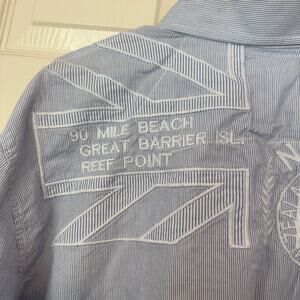 90 MILE BEACH
GREAT BARRIER ISL.
REEF POINT